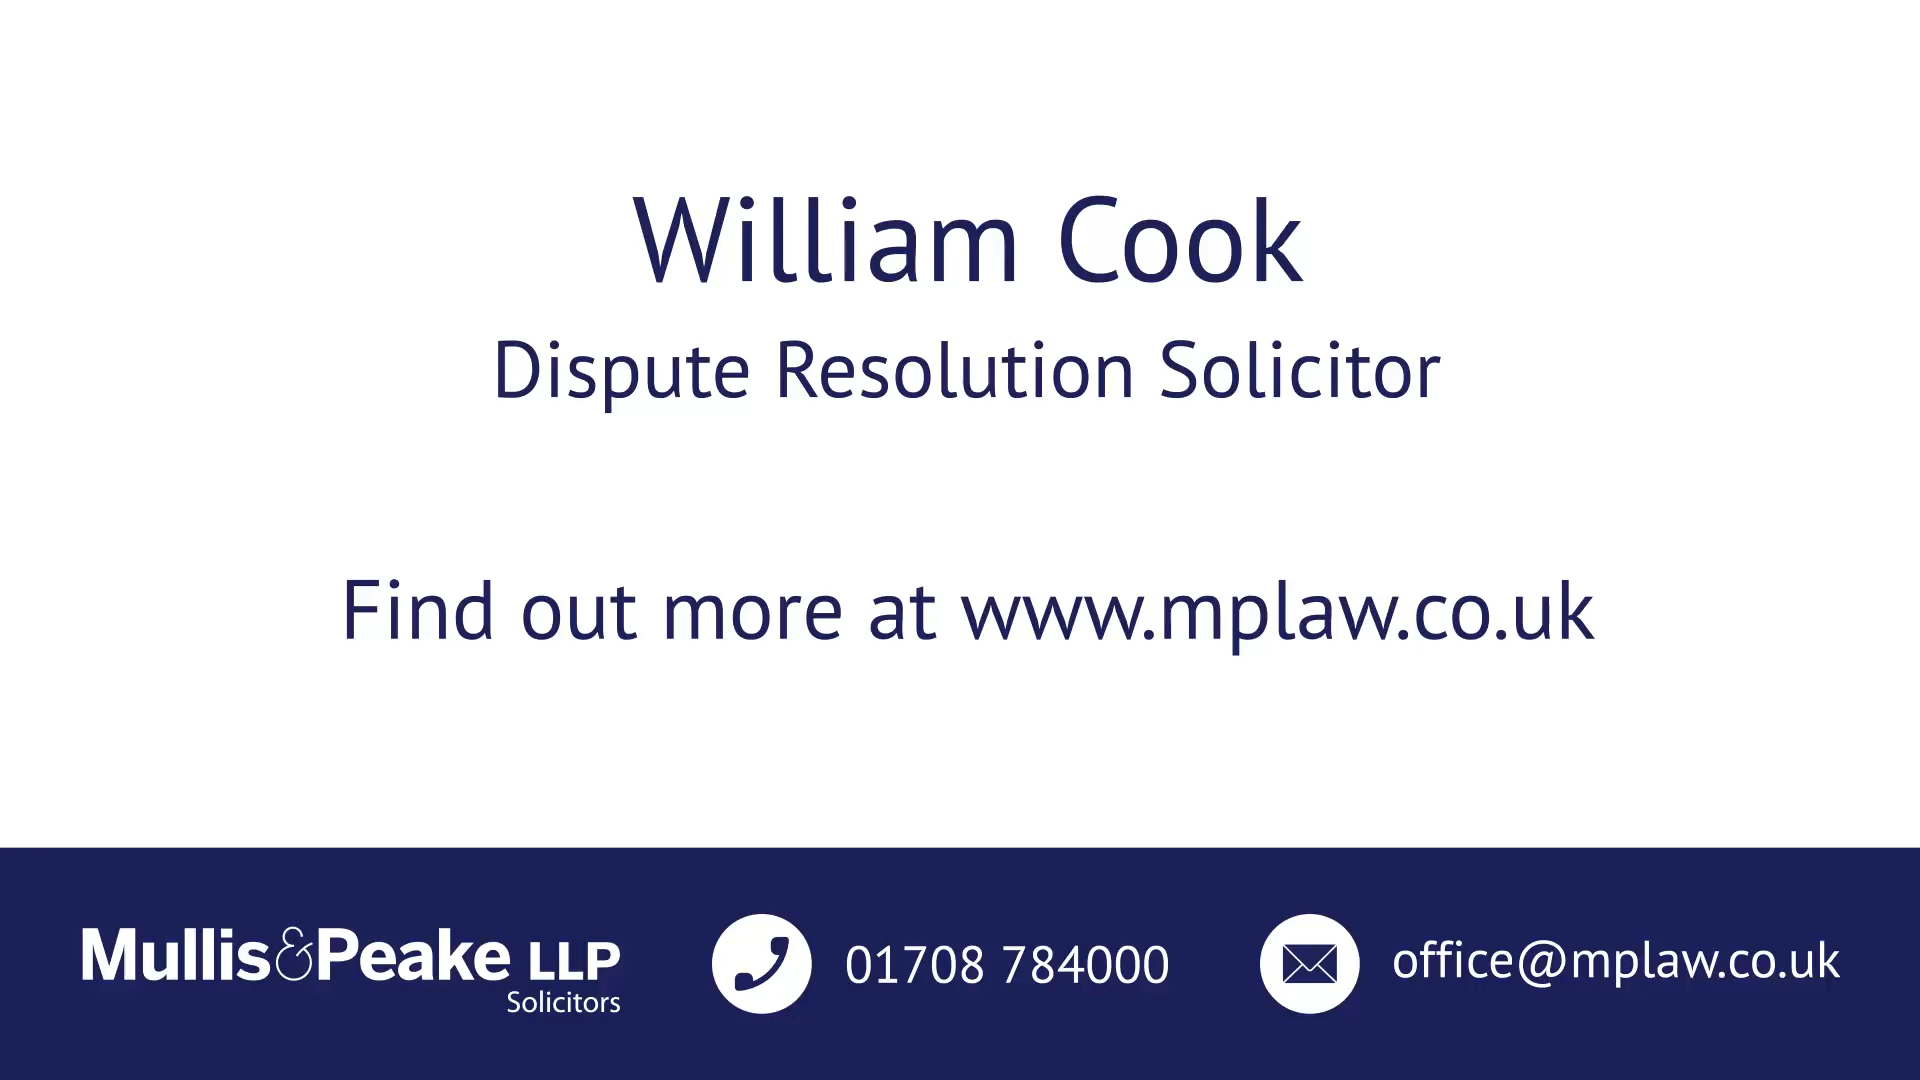 William Cook
Dispute Resolution Solicitor
Find out more at www.mplaw.co.uk
Mullis&Peake LLP
Solicitors
01708 784000
office@mplaw.co.uk